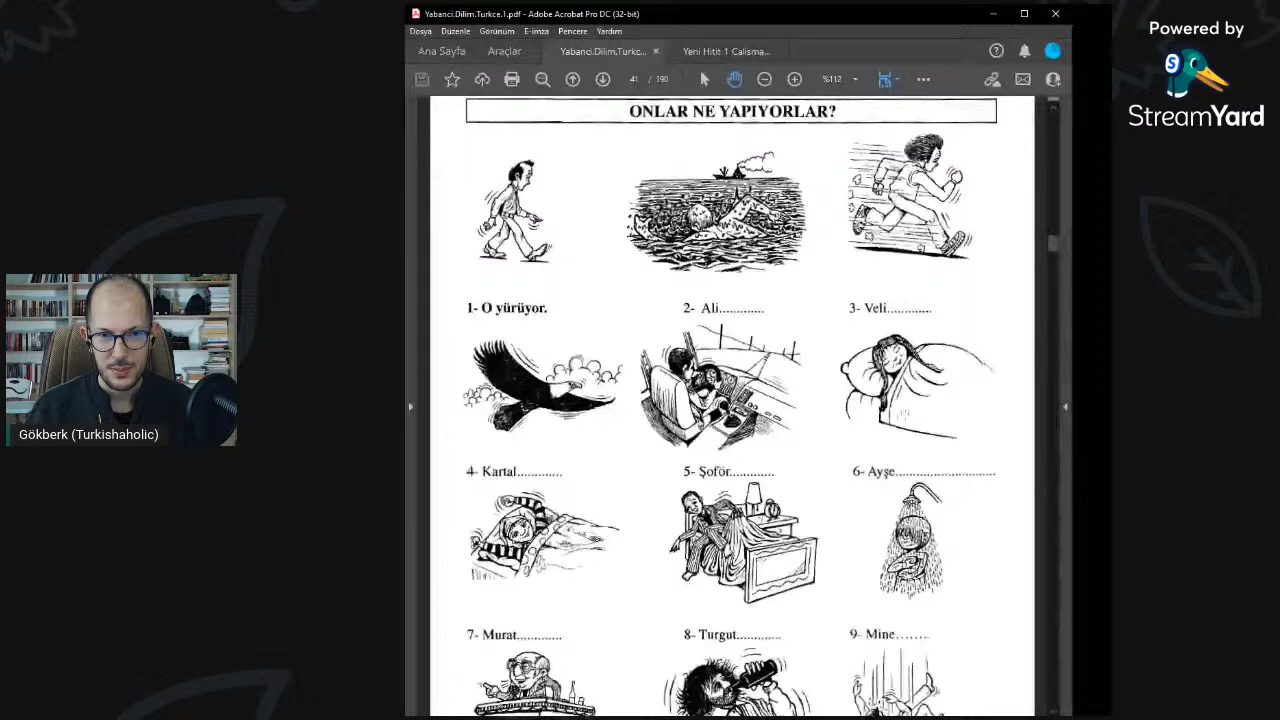 Yabanci.Dilim.Turkce.1.pdf - Adobe Acrobat Pro DC (32-bit)
Dosya Düzenle Görünüm E-imza Pencere Yardım
Ana Sayfa Araçlar Yabanci.Dilim.Turkc... × Yeni Hitit 1 Calisma...
41 / 190 %112
ONLAR NE YAPIYORLAR?
1- O yürüyor. 2- Ali............ 3- Veli............
4- Kartal............ 5- Şoför............ 6- Ayşe...........................
7- Murat............ 8- Turgut............ 9- Mine........
Gökberk (Turkishaholic)
Powered by
S
StreamYard